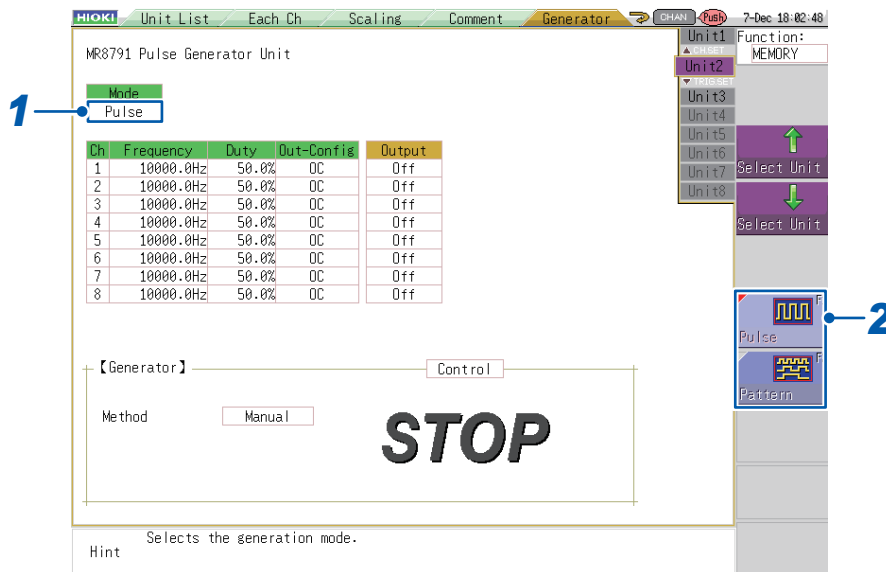 HIOKI Unit List Each Ch Scaling Comment Generator CHAN Push 7-Dec 18:02:48
MR8791 Pulse Generator Unit
1
Mode
Pulse
Ch Frequency Duty Out-Config Output
1 10000.0Hz 50.0% OC Off
2 10000.0Hz 50.0% OC Off
3 10000.0Hz 50.0% OC Off
4 10000.0Hz 50.0% OC Off
5 10000.0Hz 50.0% OC Off
6 10000.0Hz 50.0% OC Off
7 10000.0Hz 50.0% OC Off
8 10000.0Hz 50.0% OC Off
【Generator】 Control
Method Manual
STOP
Hint Selects the generation mode.
Unit1
▲CHSET
Unit2
▼TRIGSET
Unit3
Unit4
Unit5
Unit6
Unit7
Unit8
Function:
MEMORY
Select Unit
Select Unit
2
Pulse
Pattern